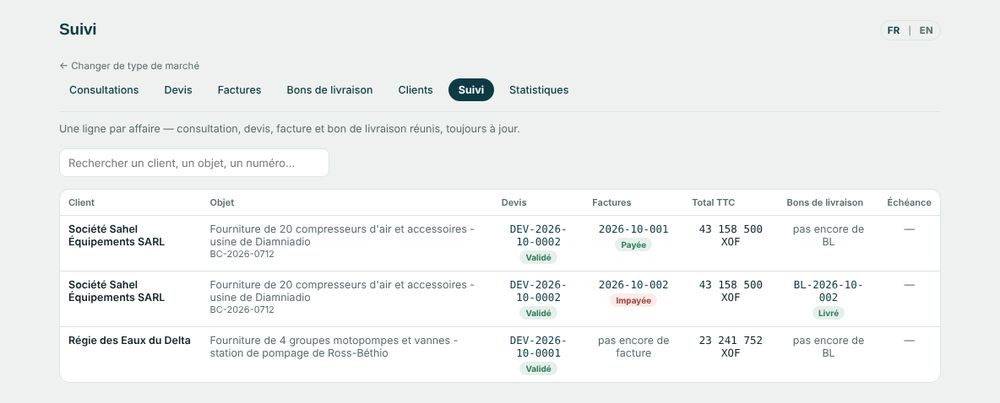 Suivi
FR | EN
← Changer de type de marché
Consultations Devis Factures Bons de livraison Clients Suivi Statistiques
Une ligne par affaire — consultation, devis, facture et bon de livraison réunis, toujours à jour.
Rechercher un client, un objet, un numéro...
Client Objet Devis Factures Total TTC Bons de livraison Échéance
Société Sahel Fourniture de 20 compresseurs d'air et accessoires - DEV-2026- 2026-10-001 43 158 500 pas encore de —
Équipements SARL usine de Diamniadio 10-0002 Payée XOF BL
BC-2026-0712 Validé
Société Sahel Fourniture de 20 compresseurs d'air et accessoires - DEV-2026- 2026-10-002 43 158 500 BL-2026-10- —
Équipements SARL usine de Diamniadio 10-0002 Impayée XOF 002
BC-2026-0712 Validé Livré
Régie des Eaux du Delta Fourniture de 4 groupes motopompes et vannes - DEV-2026- pas encore de 23 241 752 pas encore de —
station de pompage de Ross-Béthio 10-0001 facture XOF BL
Validé